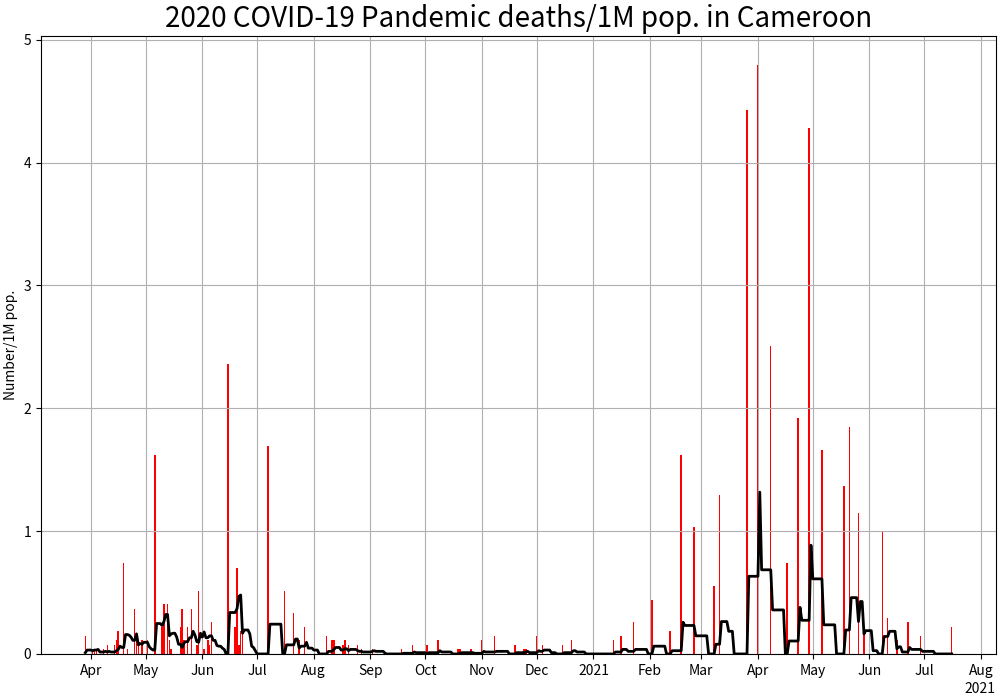 2020 COVID-19 Pandemic deaths/1M pop. in Cameroon
Number/1M pop.
5
4
3
2
1
0
Apr May Jun Jul Aug Sep Oct Nov Dec 2021 Feb Mar Apr May Jun Jul Aug
2021